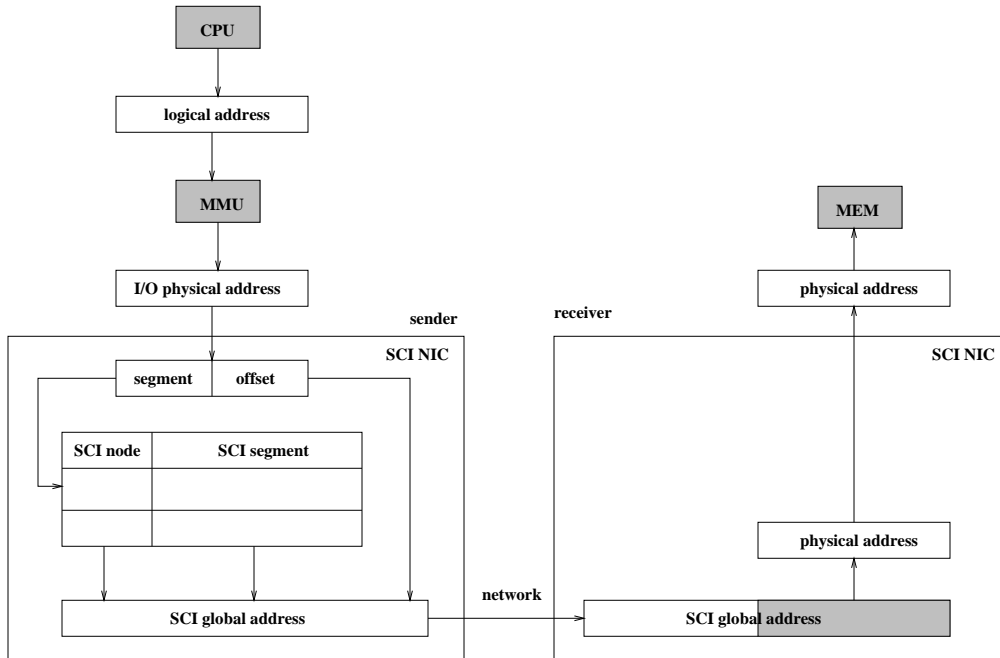 CPU
logical address
MMU
MEM
I/O physical address
physical address
sender
receiver
SCI NIC
SCI NIC
segment
offset
SCI node
SCI segment
physical address
network
SCI global address
SCI global address